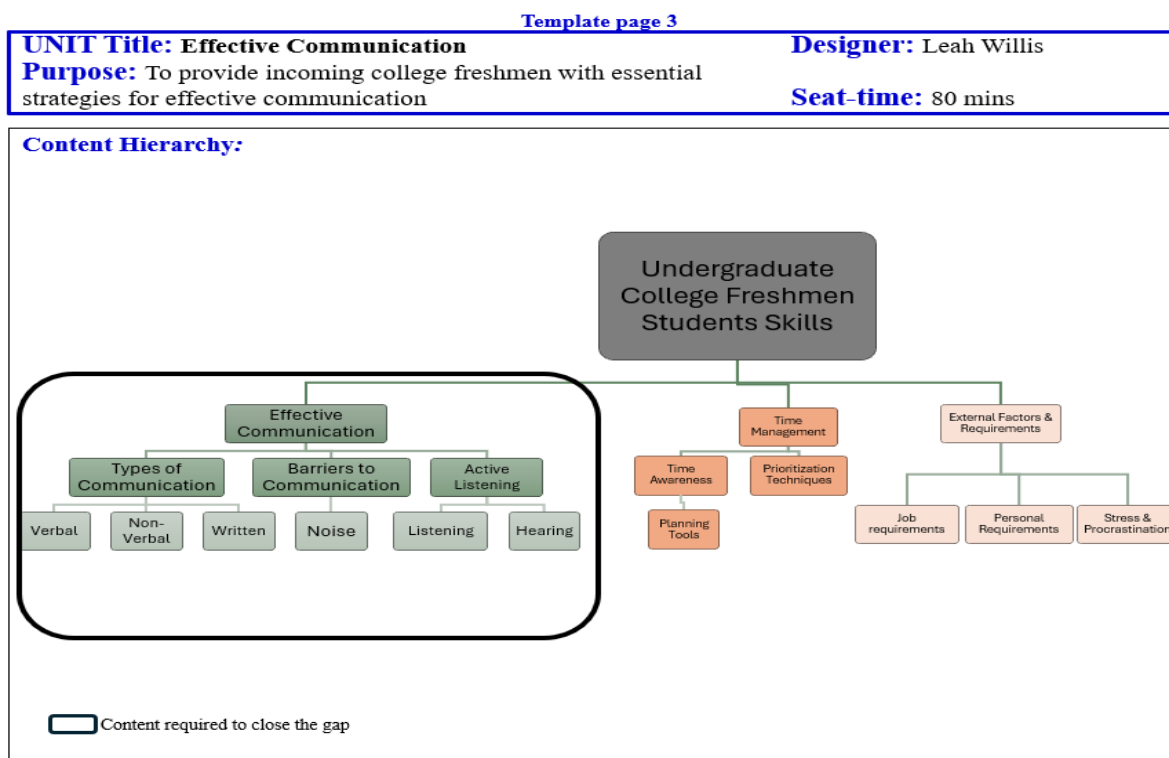 Template page 3
UNIT Title: Effective Communication
Designer: Leah Willis
Purpose: To provide incoming college freshmen with essential
strategies for effective communication
Seat-time: 80 mins
Content Hierarchy:
Undergraduate
College Freshmen
Students Skills
Effective
Communication
Types of
Communication
Barriers to
Communication
Active
Listening
Verbal
Non-
Verbal
Written
Noise
Listening
Hearing
Time
Management
Time
Awareness
Prioritization
Techniques
Planning
Tools
External Factors &
Requirements
Job
requirements
Personal
Requirements
Stress &
Procrastination
Content required to close the gap